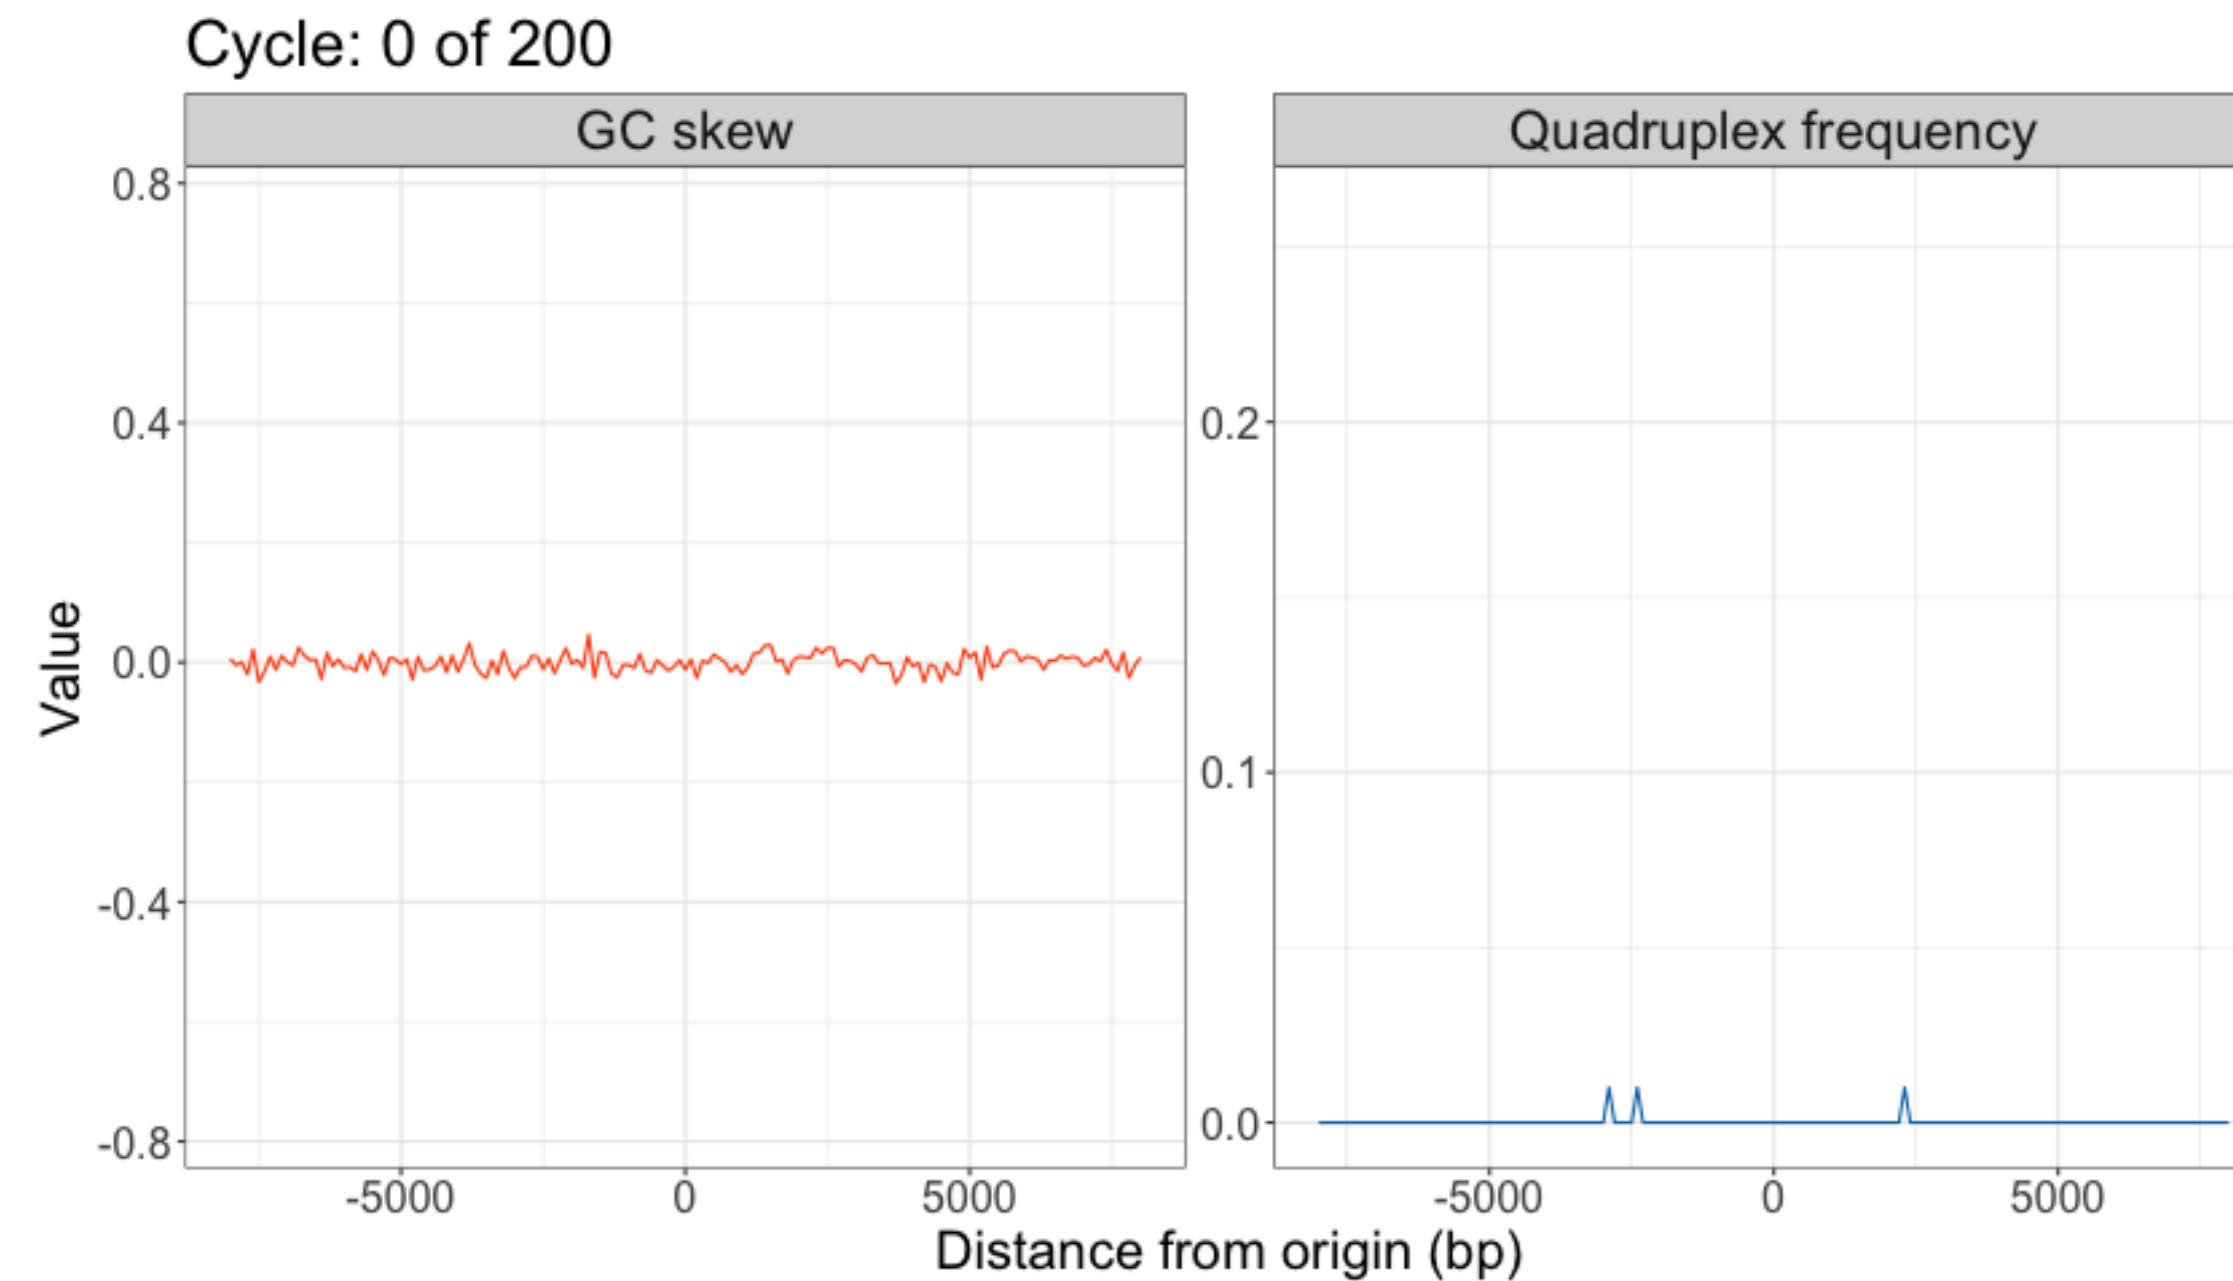 Cycle: 0 of 200
GC skew
Quadruplex frequency
0.8
0.4
0.0
-0.4
-0.8
Value
0.2
0.1
0.0
-5000 0 5000
-5000 0 5000
Distance from origin (bp)